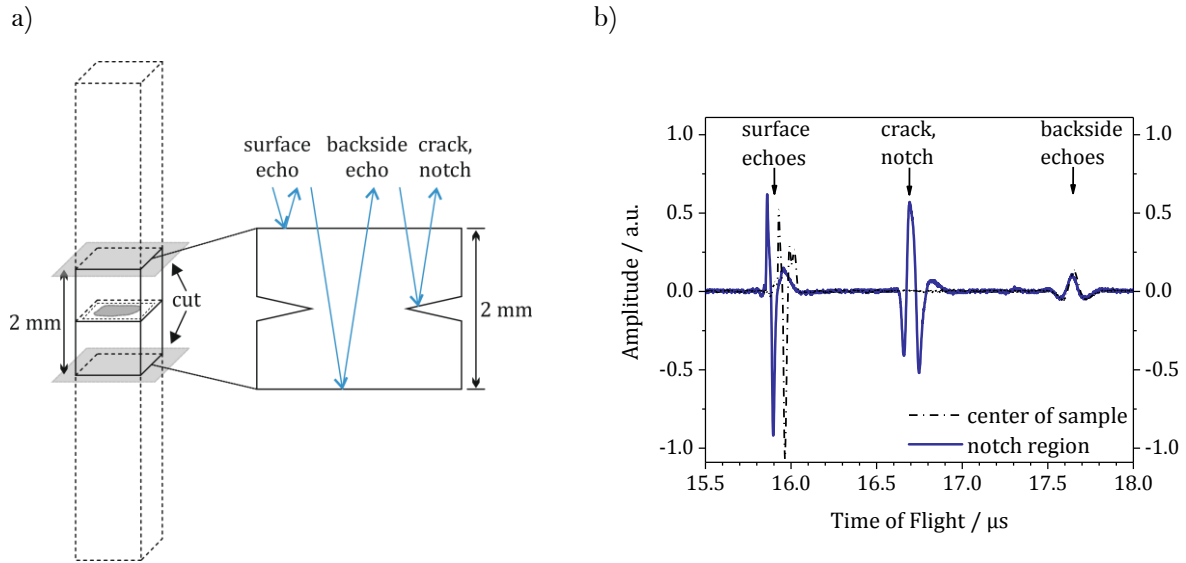 a)
surface
echo
backside
echo
crack,
notch
cut
2 mm
2 mm
b)
surface
echoes
crack,
notch
backside
echoes
Amplitude / a.u.
1.0
0.5
0.0
-0.5
-1.0
1.0
0.5
0.0
-0.5
-1.0
center of sample
notch region
15.5 16.0 16.5 17.0 17.5 18.0
Time of Flight / µs